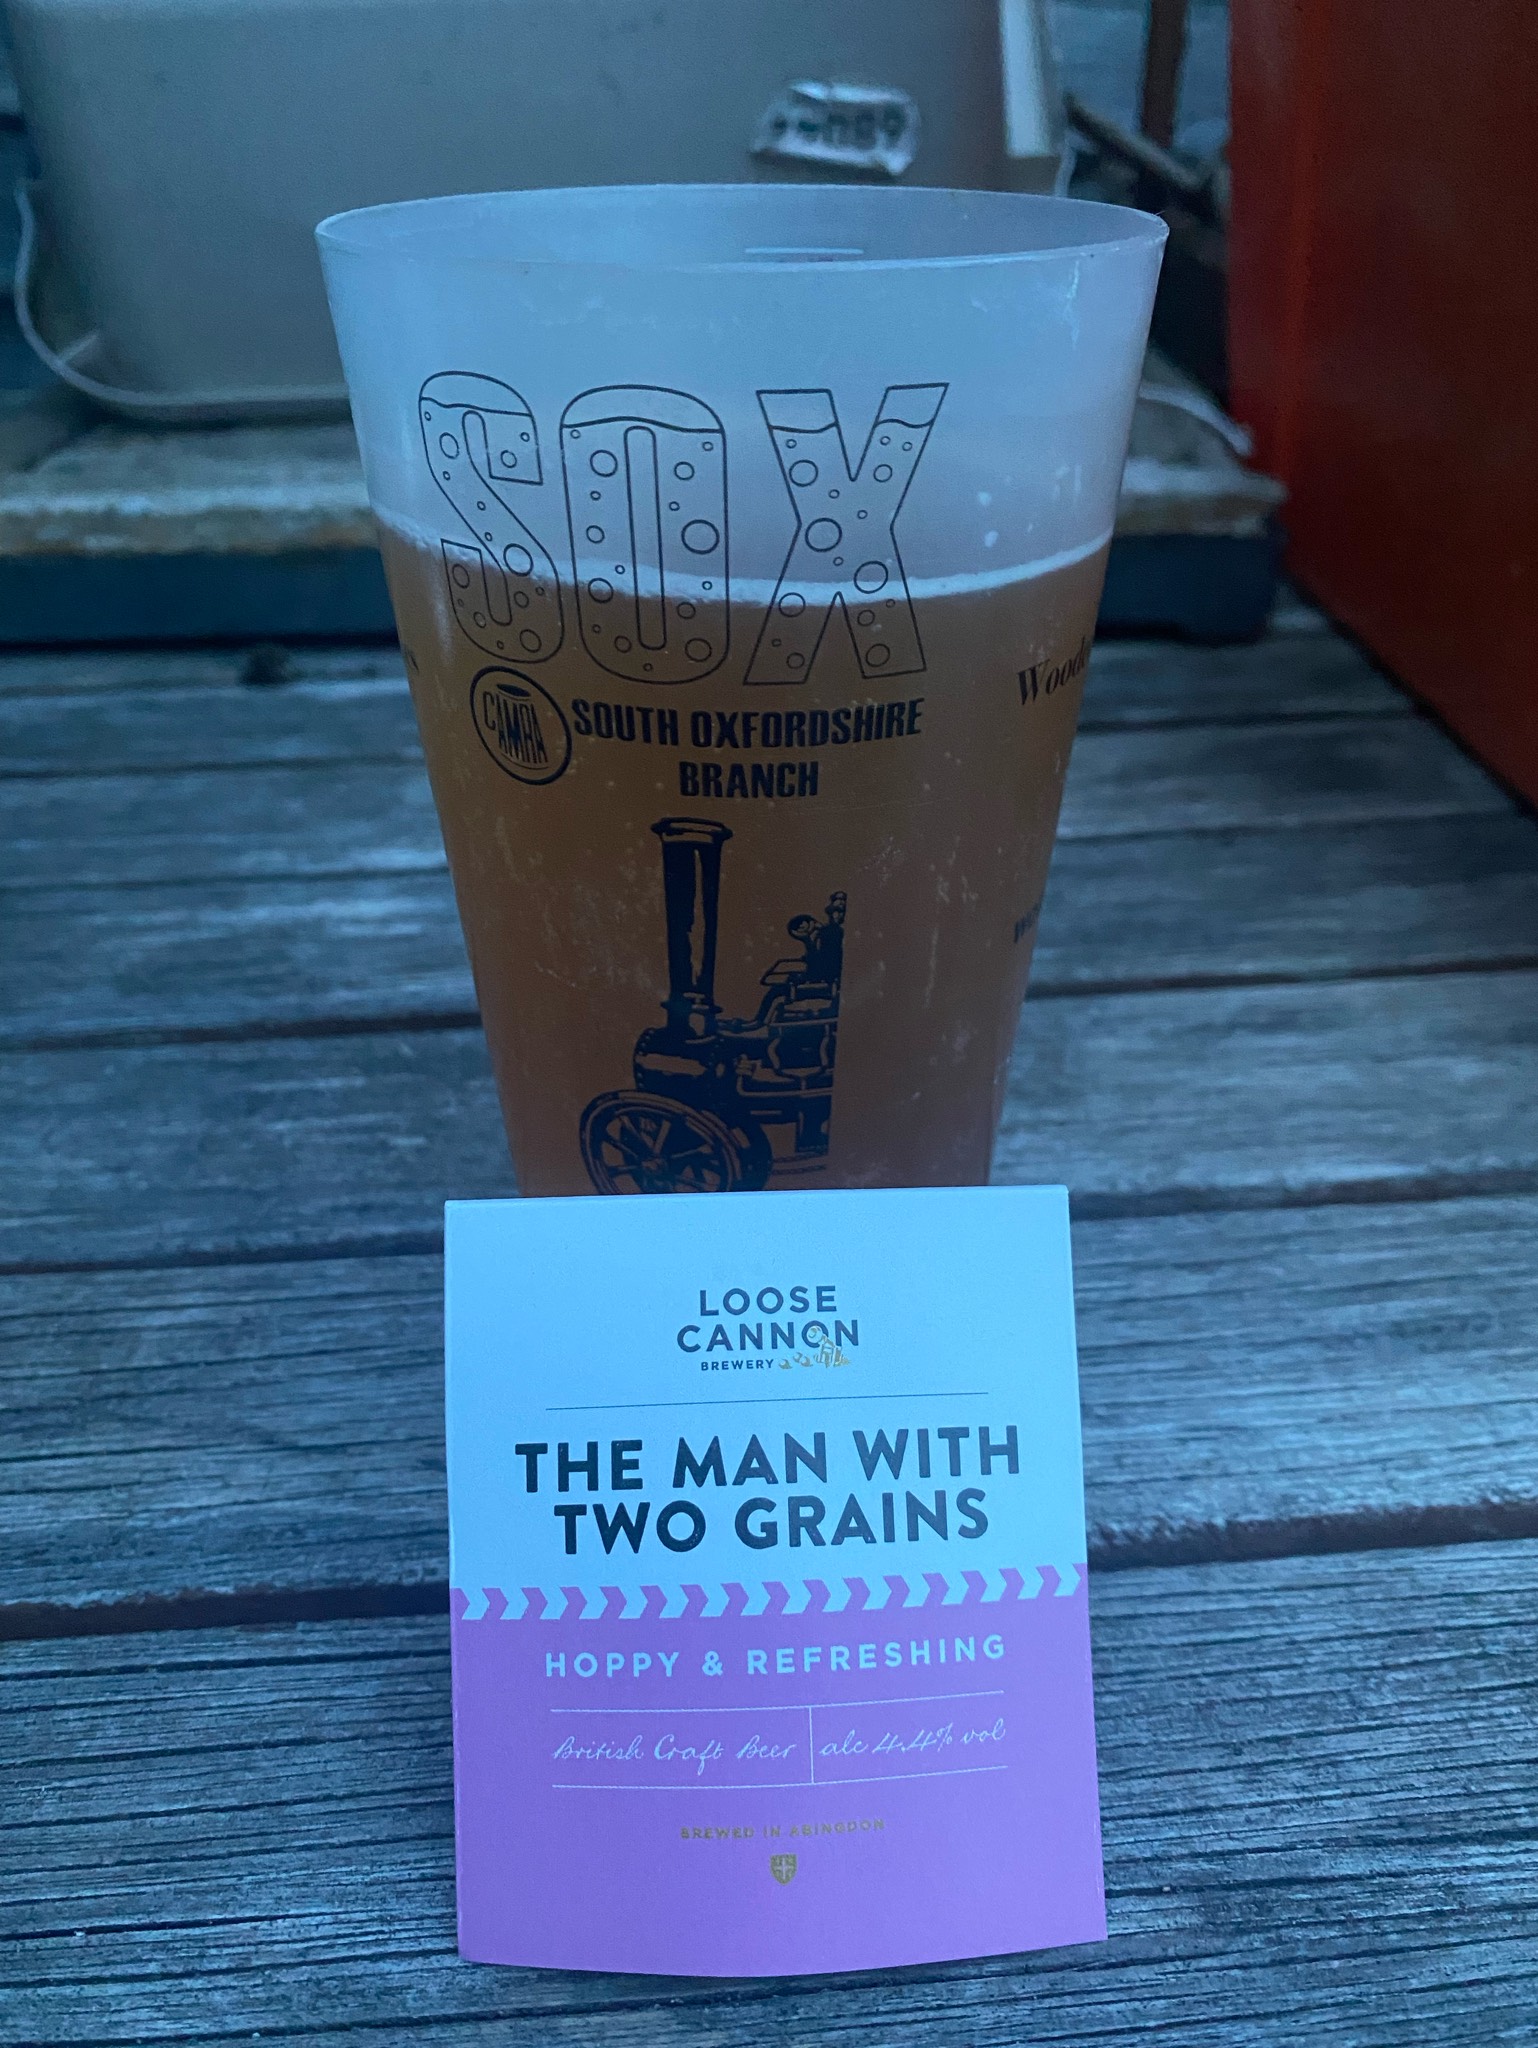 SOX
CAMRA
SOUTH OXFORDSHIRE
BRANCH
LOOSE
CANNON
BREWERY
THE MAN WITH
TWO GRAINS
HOPPY & REFRESHING
British Craft Beer
alc 4.4% vol
BREWED IN ABINGDON